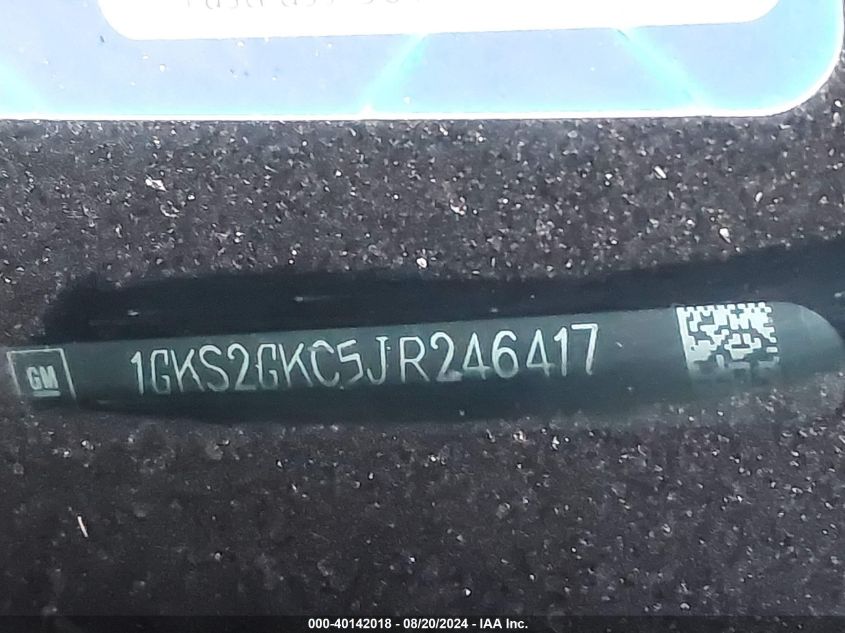 GM
1GKS2GKC5JR246417
000-40142018 - 08/20/2024 - IAA Inc.